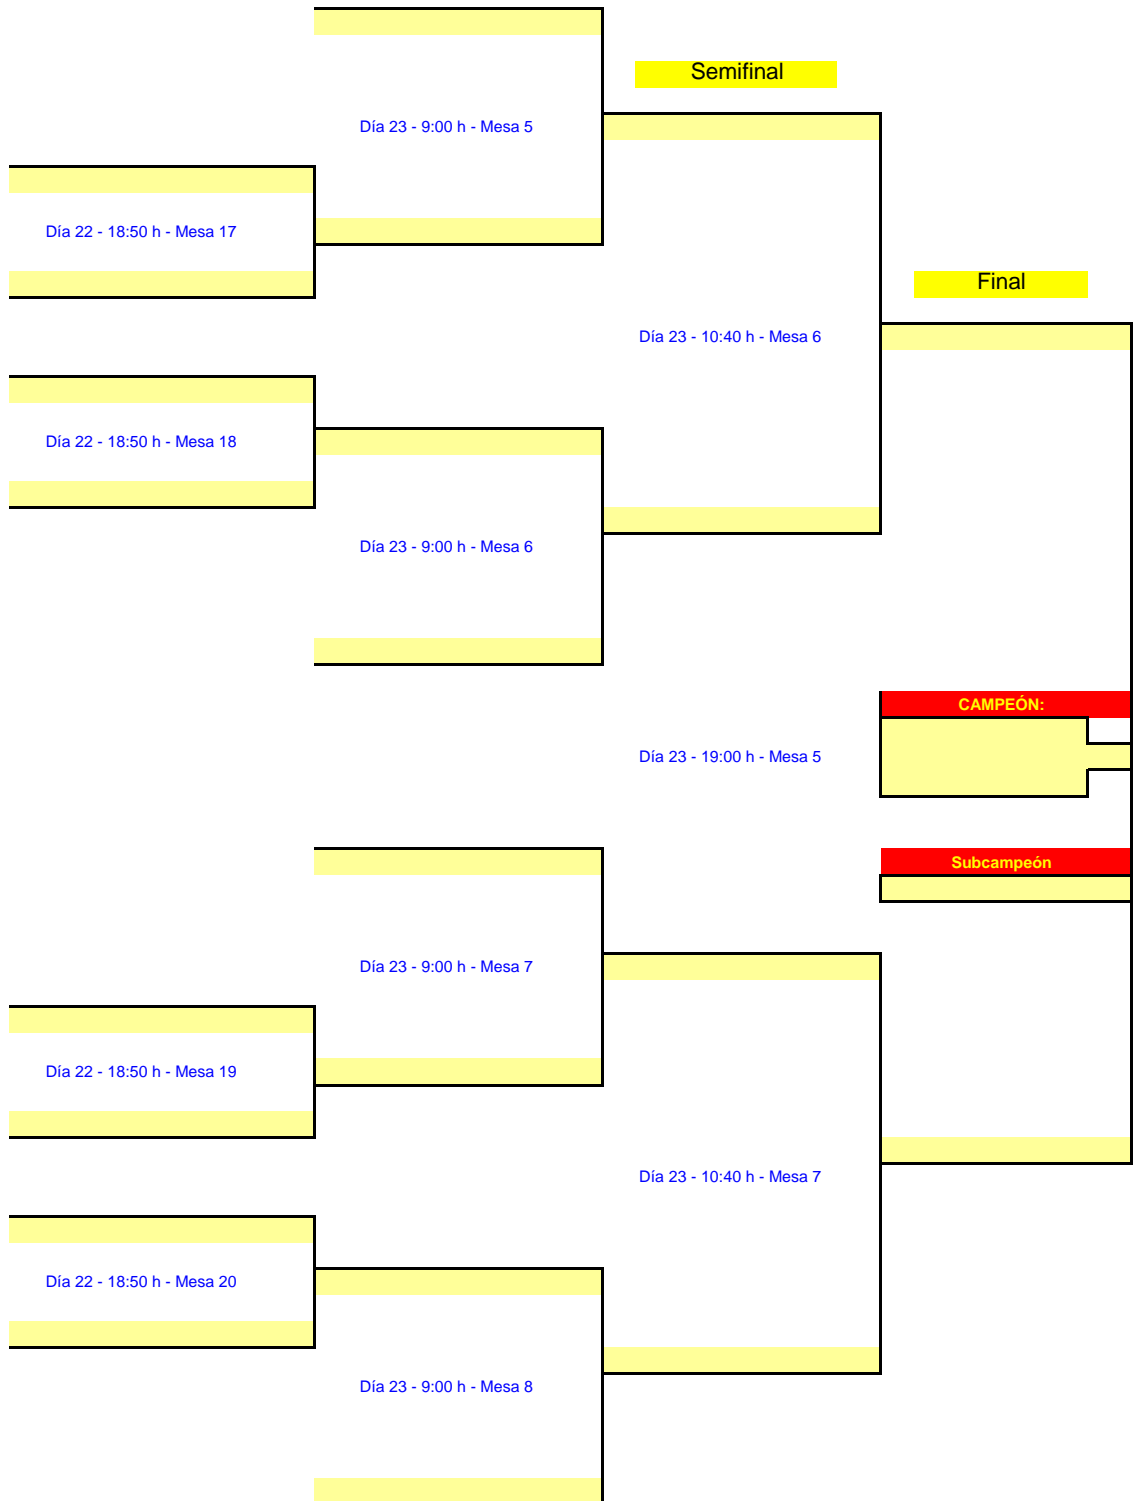 Semifinal
Día 23 - 9:00 h - Mesa 5
Día 22 - 18:50 h - Mesa 17
Final
Día 23 - 10:40 h - Mesa 6
Día 22 - 18:50 h - Mesa 18
Día 23 - 9:00 h - Mesa 6
CAMPEÓN:
Día 23 - 19:00 h - Mesa 5
Subcampeón
Día 23 - 9:00 h - Mesa 7
Día 22 - 18:50 h - Mesa 19
Día 23 - 10:40 h - Mesa 7
Día 22 - 18:50 h - Mesa 20
Día 23 - 9:00 h - Mesa 8